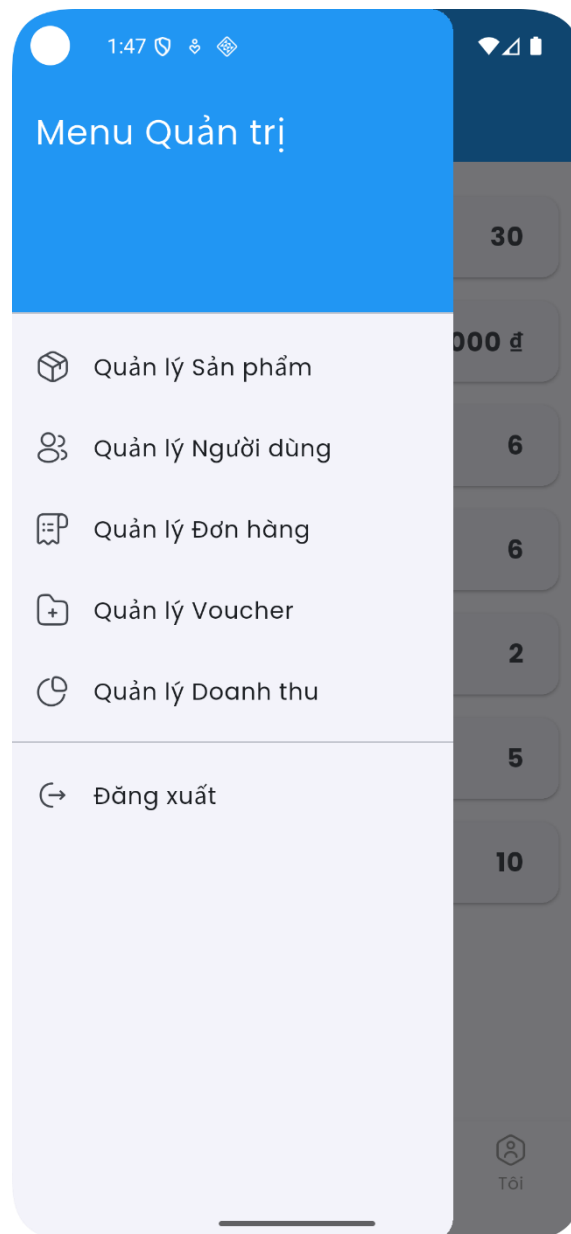 1:47
Menu Quản trị
30
000 ₫
6
6
2
5
10
Quản lý Sản phẩm
Quản lý Người dùng
Quản lý Đơn hàng
Quản lý Voucher
Quản lý Doanh thu
Đăng xuất
Tôi